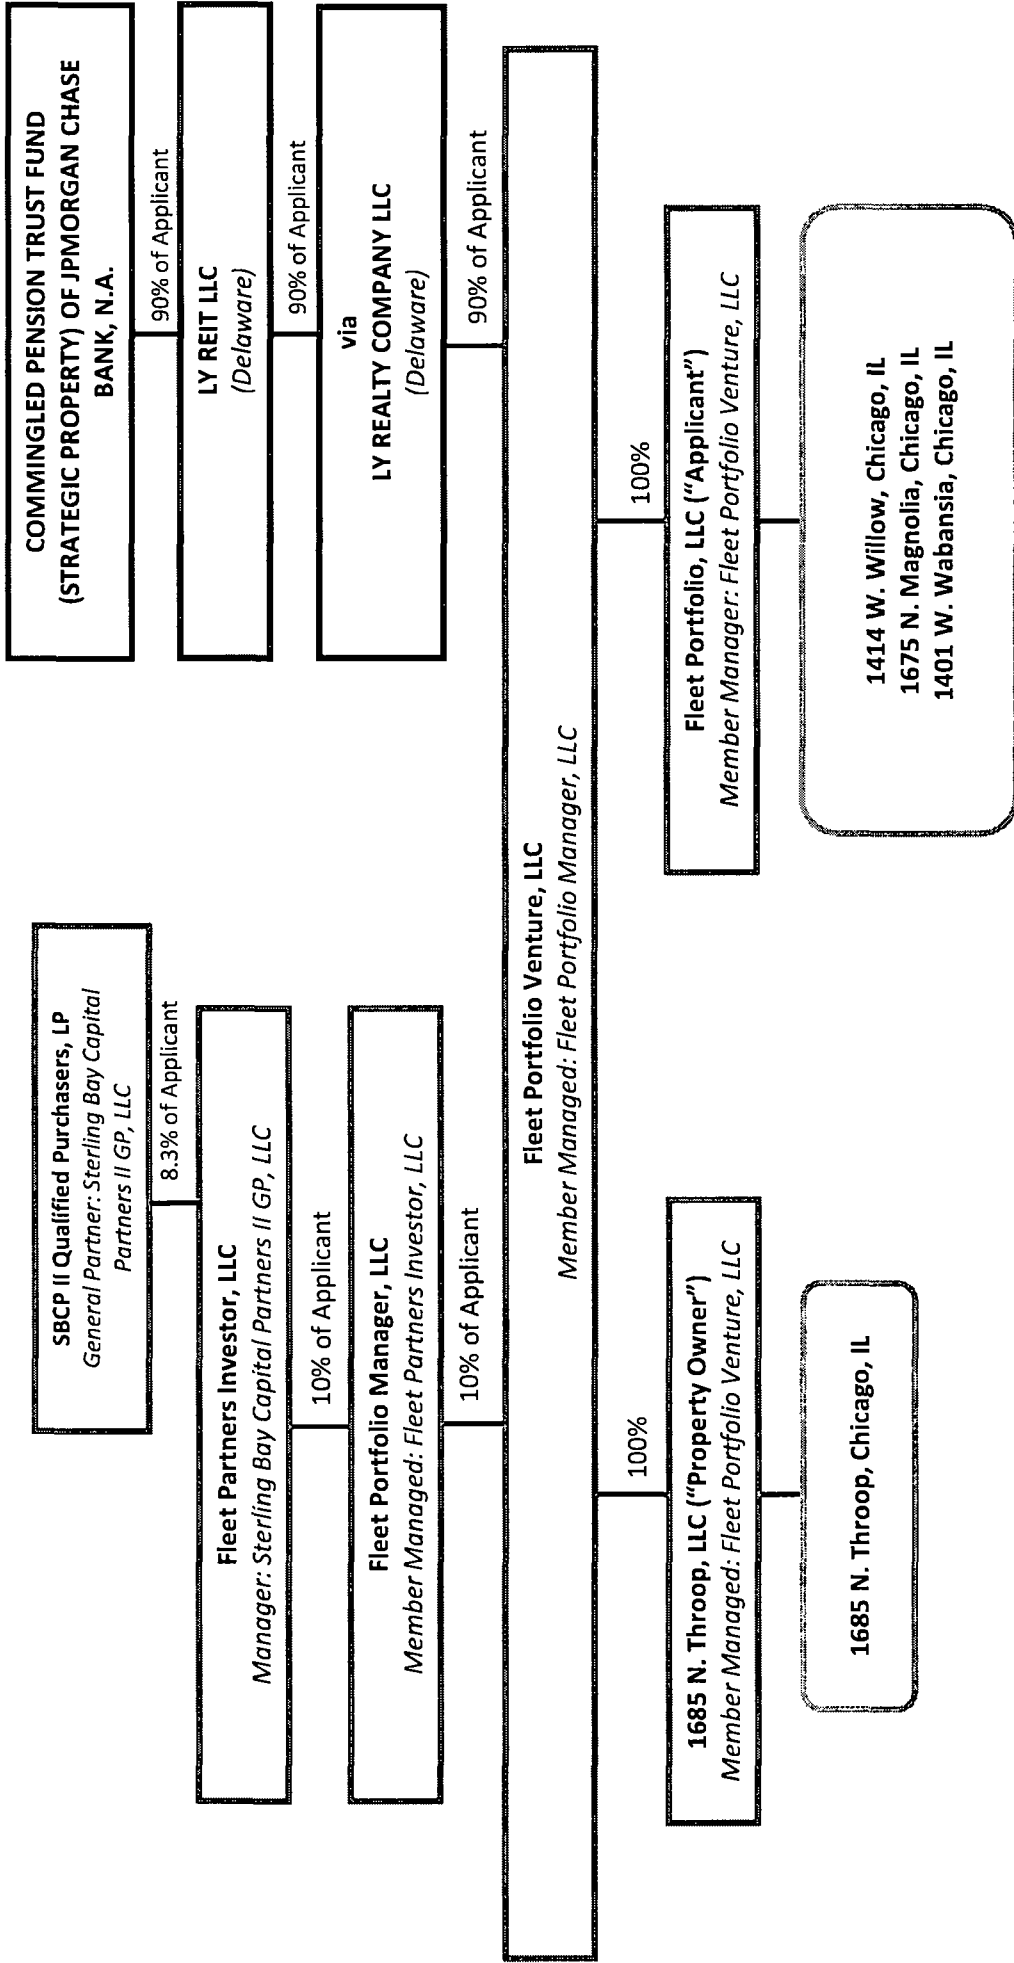 SBCP II Qualified Purchasers, LP
General Partner: Sterling Bay Capital
Partners II GP, LLC
8.3% of Applicant
Fleet Partners Investor, LLC
Manager: Sterling Bay Capital Partners II GP, LLC
10% of Applicant
Fleet Portfolio Manager, LLC
Member Managed: Fleet Partners Investor, LLC
10% of Applicant
COMMINGLED PENSION TRUST FUND
(STRATEGIC PROPERTY) OF JPMORGAN CHASE
BANK, N.A.
90% of Applicant
LY REIT LLC
(Delaware)
90% of Applicant
via
LY REALTY COMPANY LLC
(Delaware)
90% of Applicant
Fleet Portfolio Venture, LLC
Member Managed: Fleet Portfolio Manager, LLC
100%
1685 N. Throop, LLC (“Property Owner”)
Member Managed: Fleet Portfolio Venture, LLC
1685 N. Throop, Chicago, IL
100%
Fleet Portfolio, LLC (“Applicant”)
Member Manager: Fleet Portfolio Venture, LLC
1414 W. Willow, Chicago, IL
1675 N. Magnolia, Chicago, IL
1401 W. Wabansia, Chicago, IL